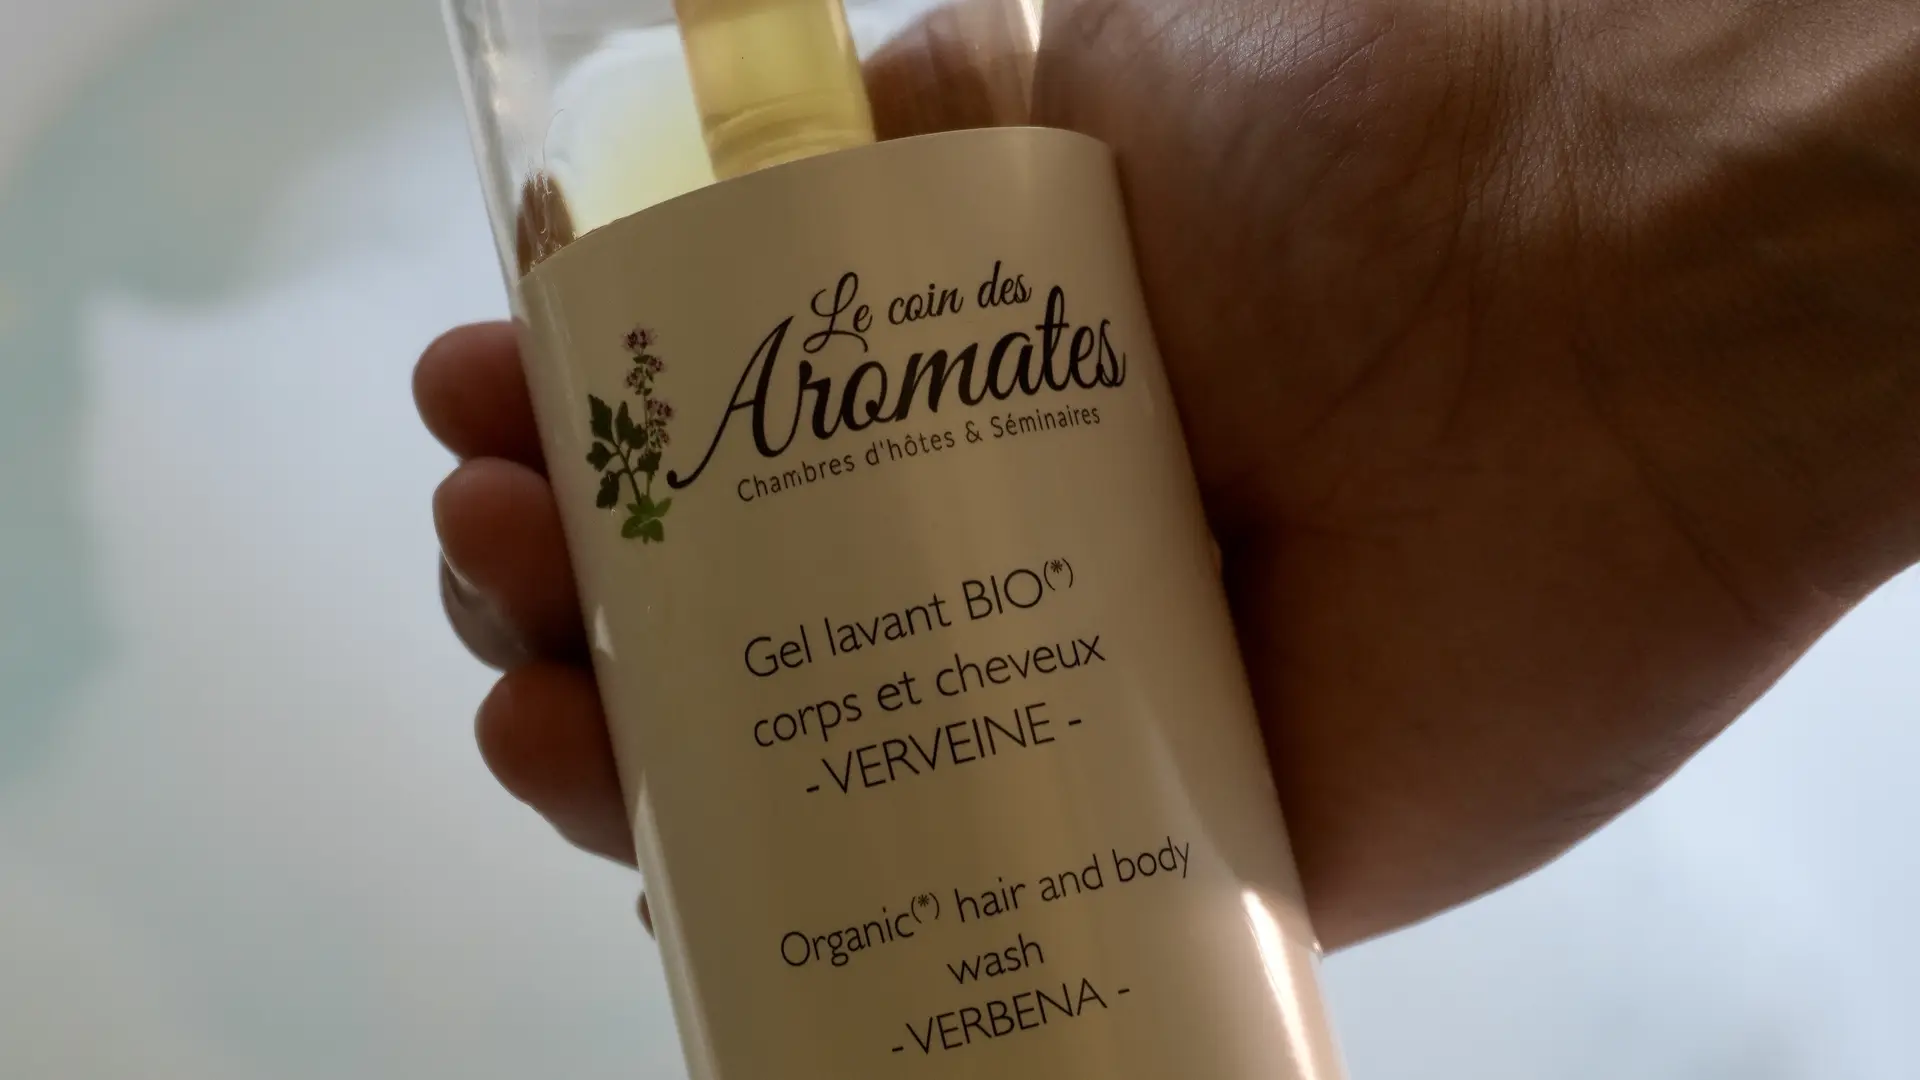 Le coin des
Aromates
Chambres d'hôtes & Séminaires
Gel lavant BIO(*)
corps et cheveux
-VERVEINE -
Organic(*) hair and body
wash
-VERBENA -